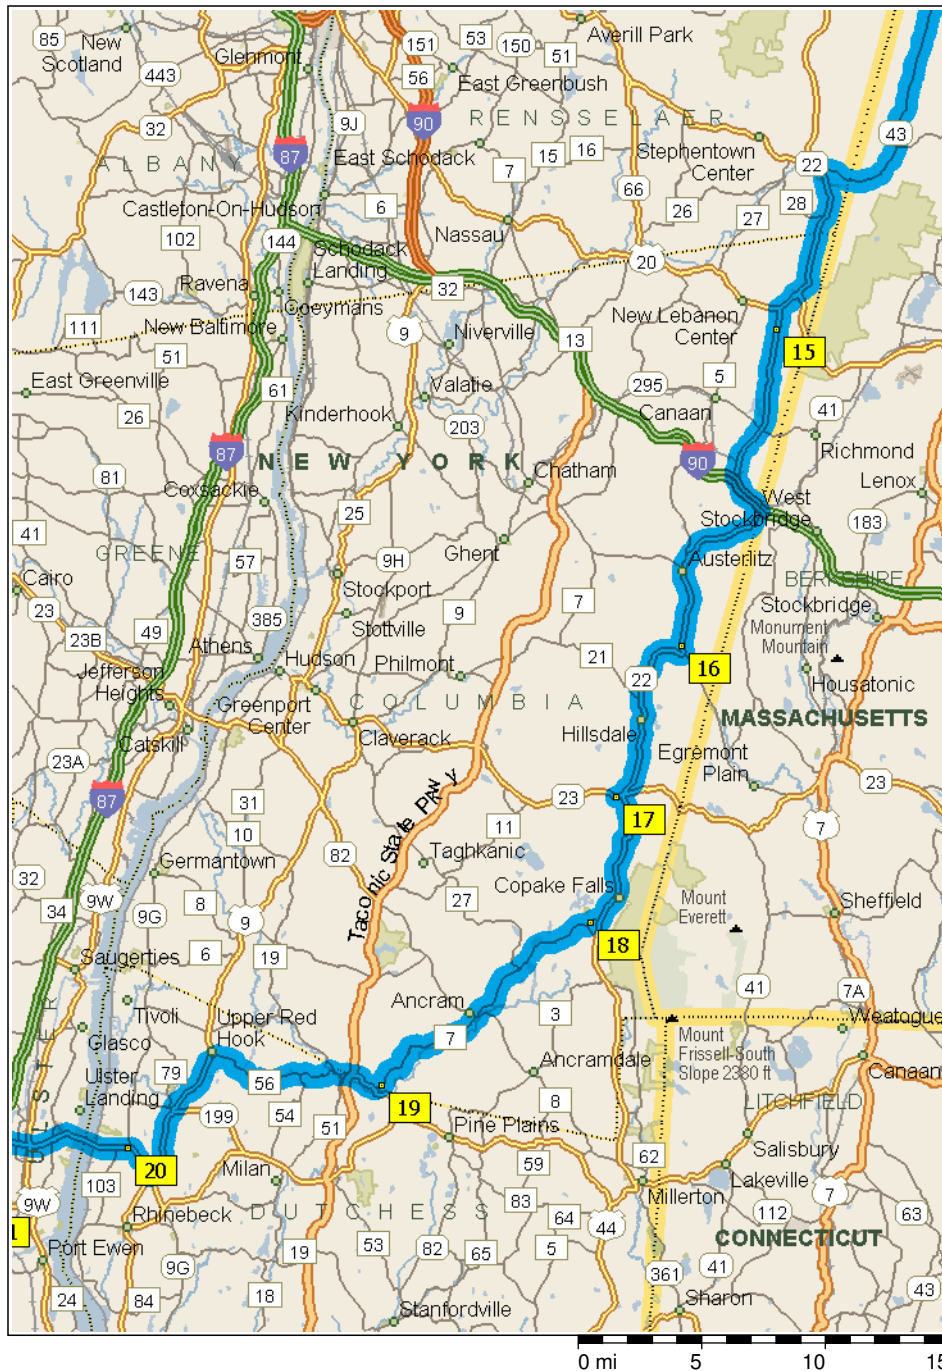 85
New
Scotland
Glenmont
151
53
150
51
Averill Park
443
56
East Greenbush
32
9J
90
RENSSELAER
43
ALBANY
87
East Schodack
7
15
16
Stephentown
Center
22
66
Castleton-On-Hudson
6
26
27
28
102
144
Schodack
Landing
Nassau
20
143
Ravena
Coeymans
32
New Lebanon
Center
111
New Baltimore
9
Niverville
13
15
51
East Greenville
61
Valatie
295
5
26
Kinderhook
203
Canaan
41
87
NEW YORK
90
Richmond
81
Coxsackie
Chatham
Lenox
25
West
Stockbridge
183
41
GREENE
57
9H
Ghent
Austerlitz
Cairo
Stockport
BERKSHIRE
23
385
9
7
Stockbridge
23B
49
Athens
Stottville
Monument
Mountain
Jefferson
Heights
Hudson
Philmont
21
16
22
Housatonic
Greenport
Center
COLUMBIA
MASSACHUSETTS
Catskill
Claverack
Hillsdale
Egremont
Plain
23A
87
Taconic State Pkwy
23
23
31
17
10
11
7
82
Germantown
Taghkanic
32
9W
Copake Falls
34
9G
8
9
27
Mount
Everett
Sheffield
18
Saugerties
6
19
41
7A
Tivoli
Upper Red
Hook
Ancram
3
Weatogue
Glasco
7
Mount
Frissell-South
Slope 2380 ft
ULSTER
Ulster
Landing
79
56
Ancramdale
Canaan
199
54
19
8
LITCHFIELD
51
Pine Plains
20
Milan
59
62
Salisbury
103
Lakeville
9W
83
Millerton
7
1
Rhinebeck
DUTCHESS
64
44
112
63
Port Ewen
CONNECTICUT
9G
19
53
82
65
5
361
41
24
84
18
Stanfordville
Sharon
43
0 mi
5
10
15